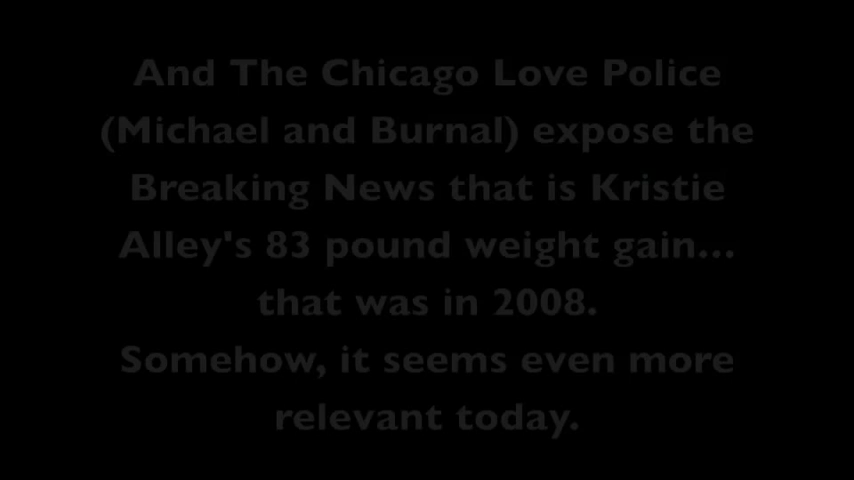 And The Chicago Love Police
(Michael and Burnal) expose the
Breaking News that is Kristie
Alley's 83 pound weight gain...
that was in 2008.
Somehow, it seems even more
relevant today.